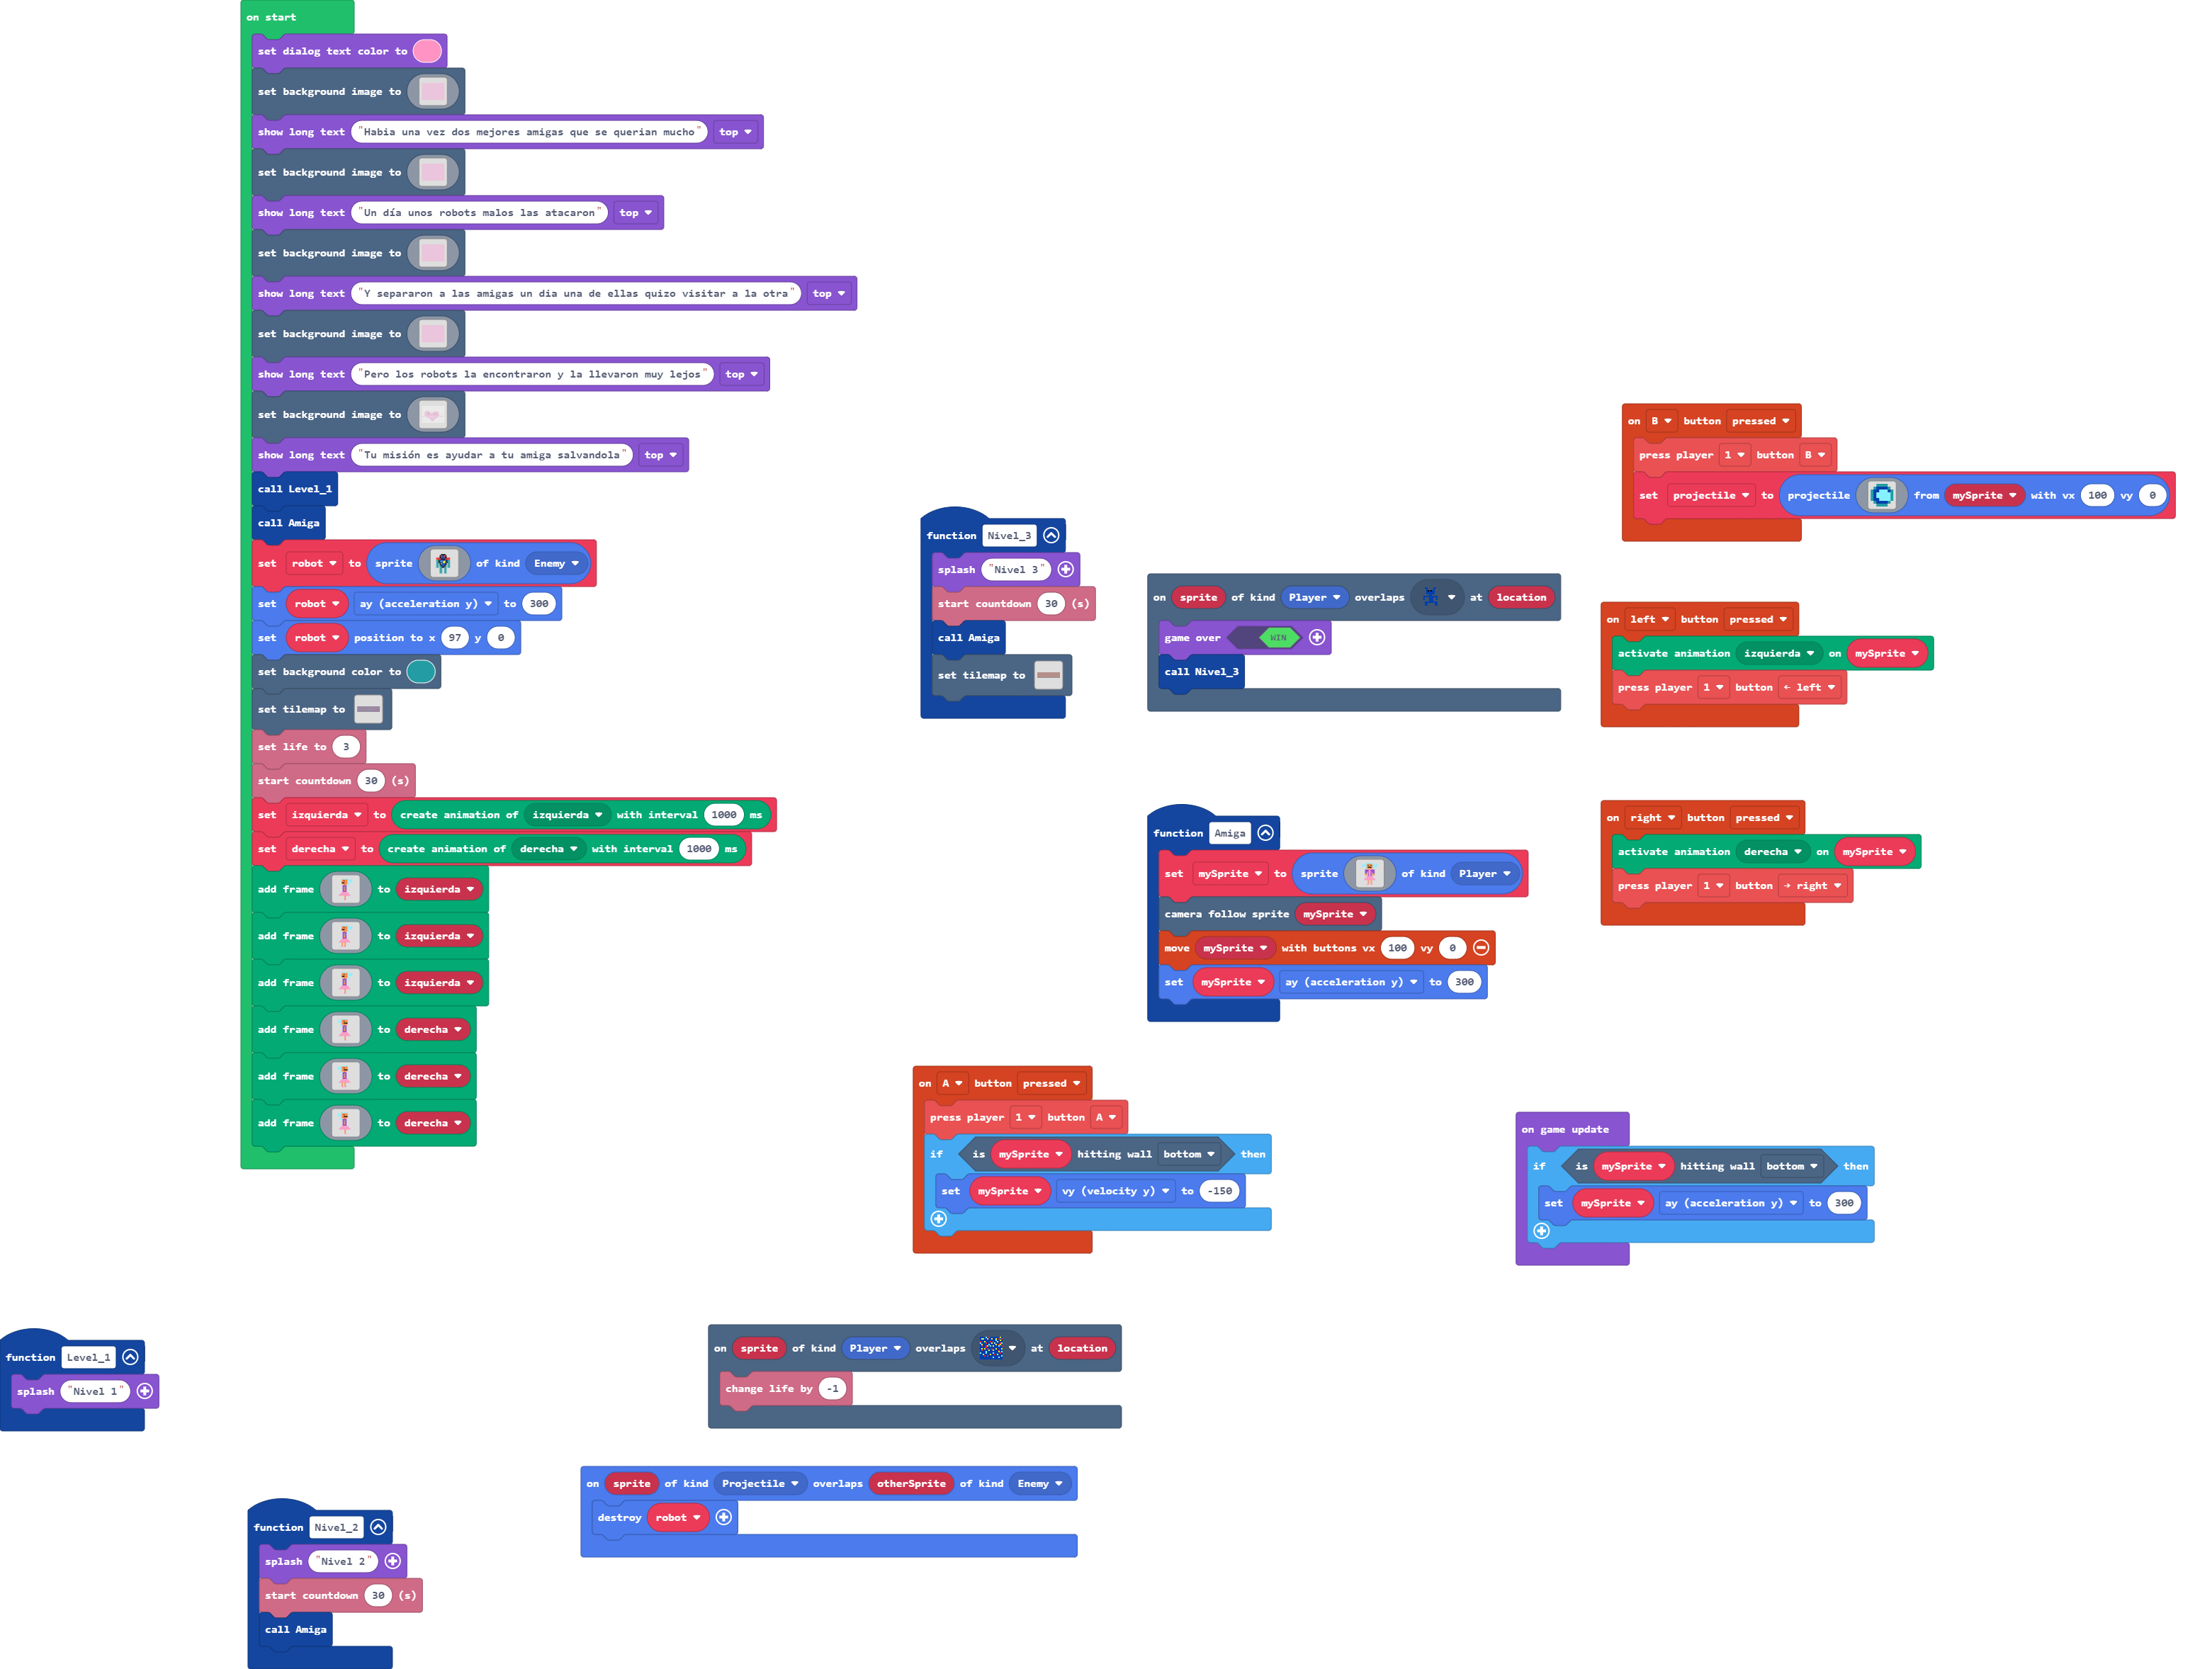 on start
set dialog text color to
set background image to
show long text "Habia una vez dos mejores amigas que se querian mucho" top
set background image to
show long text "Un día unos robots malos las atacaron" top
set background image to
show long text "Y separaron a las amigas un dia una de ellas quizo visitar a la otra" top
set background image to
show long text "Pero los robots la encontraron y la llevaron muy lejos" top
set background image to
show long text "Tu misión es ayudar a tu amiga salvandola" top
call Level_1
call Amiga
set robot to sprite of kind Enemy
set robot ay (acceleration y) to 300
set robot position to x 97 y 0
set background color to
set tilemap to
set life to 3
start countdown 30 (s)
set izquierda to create animation of izquierda with interval 1000 ms
set derecha to create animation of derecha with interval 1000 ms
add frame to izquierda
add frame to izquierda
add frame to izquierda
add frame to derecha
add frame to derecha
add frame to derecha
on B button pressed
press player 1 button B
set projectile to projectile from mySprite with vx 100 vy 0
function Nivel_3
splash "Nivel 3"
start countdown 30 (s)
call Amiga
set tilemap to
on sprite of kind Player overlaps at location
game over WIN
call Nivel_3
on left button pressed
activate animation izquierda on mySprite
press player 1 button ← left
function Amiga
set mySprite to sprite of kind Player
camera follow sprite mySprite
move mySprite with buttons vx 100 vy 0
set mySprite ay (acceleration y) to 300
on right button pressed
activate animation derecha on mySprite
press player 1 button → right
on A button pressed
press player 1 button A
if is mySprite hitting wall bottom then
set mySprite vy (velocity y) to -150
on game update
if is mySprite hitting wall bottom then
set mySprite ay (acceleration y) to 300
function Level_1
splash "Nivel 1"
on sprite of kind Player overlaps at location
change life by -1
on sprite of kind Projectile overlaps otherSprite of kind Enemy
destroy robot
function Nivel_2
splash "Nivel 2"
start countdown 30 (s)
call Amiga